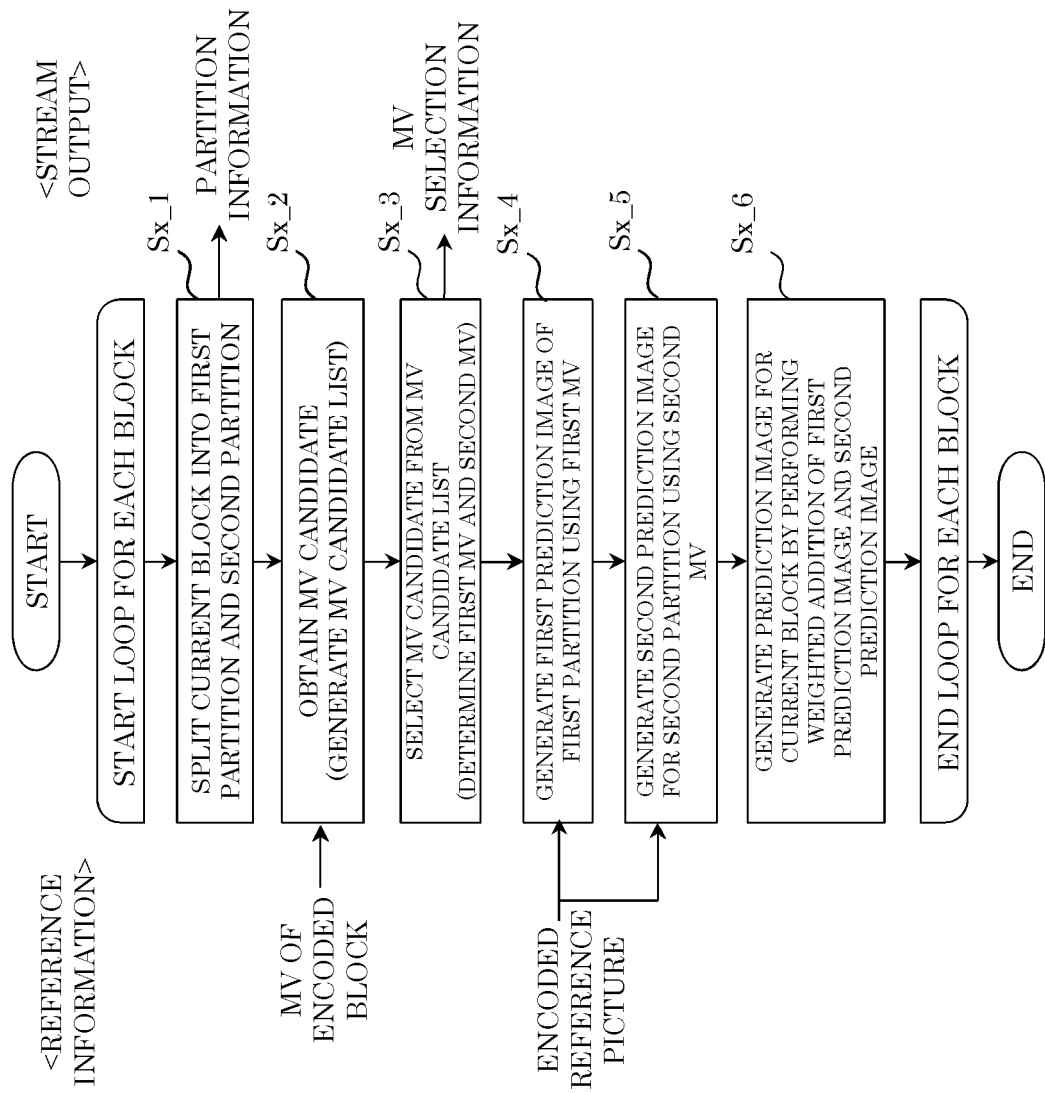 <REFERENCE
INFORMATION>
<STREAM
OUTPUT>
START
START LOOP FOR EACH BLOCK
SPLIT CURRENT BLOCK INTO FIRST
PARTITION AND SECOND PARTITION
Sx_1
PARTITION
INFORMATION
MV OF
ENCODED
BLOCK
OBTAIN MV CANDIDATE
(GENERATE MV CANDIDATE LIST)
Sx_2
SELECT MV CANDIDATE FROM MV
CANDIDATE LIST
(DETERMINE FIRST MV AND SECOND MV)
Sx_3
MV
SELECTION
INFORMATION
ENCODED
REFERENCE
PICTURE
GENERATE FIRST PREDICTION IMAGE OF
FIRST PARTITION USING FIRST MV
Sx_4
GENERATE SECOND PREDICTION IMAGE
FOR SECOND PARTITION USING SECOND
MV
Sx_5
GENERATE PREDICTION IMAGE FOR
CURRENT BLOCK BY PERFORMING
WEIGHTED ADDITION OF FIRST
PREDICTION IMAGE AND SECOND
PREDICTION IMAGE
Sx_6
END LOOP FOR EACH BLOCK
END